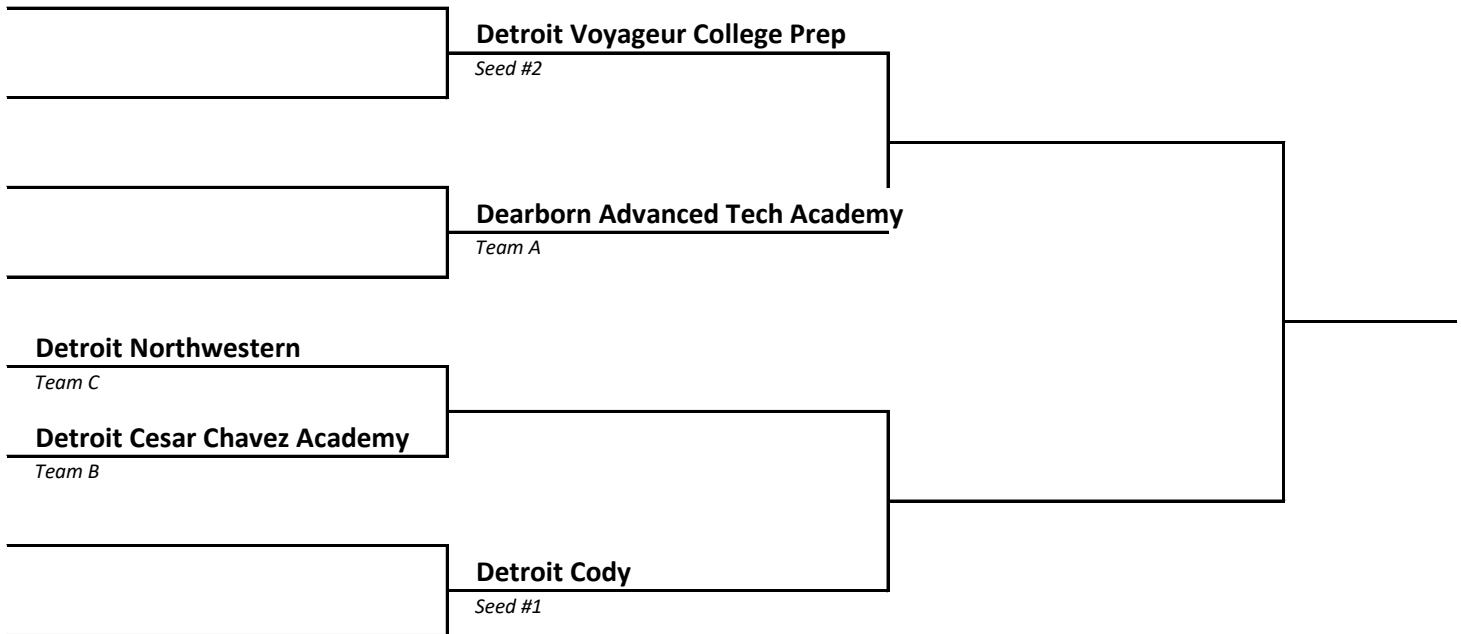 Detroit Voyageur College Prep
Seed #2
Dearborn Advanced Tech Academy
Team A
Detroit Northwestern
Team C
Detroit Cesar Chavez Academy
Team B
Detroit Cody
Seed #1